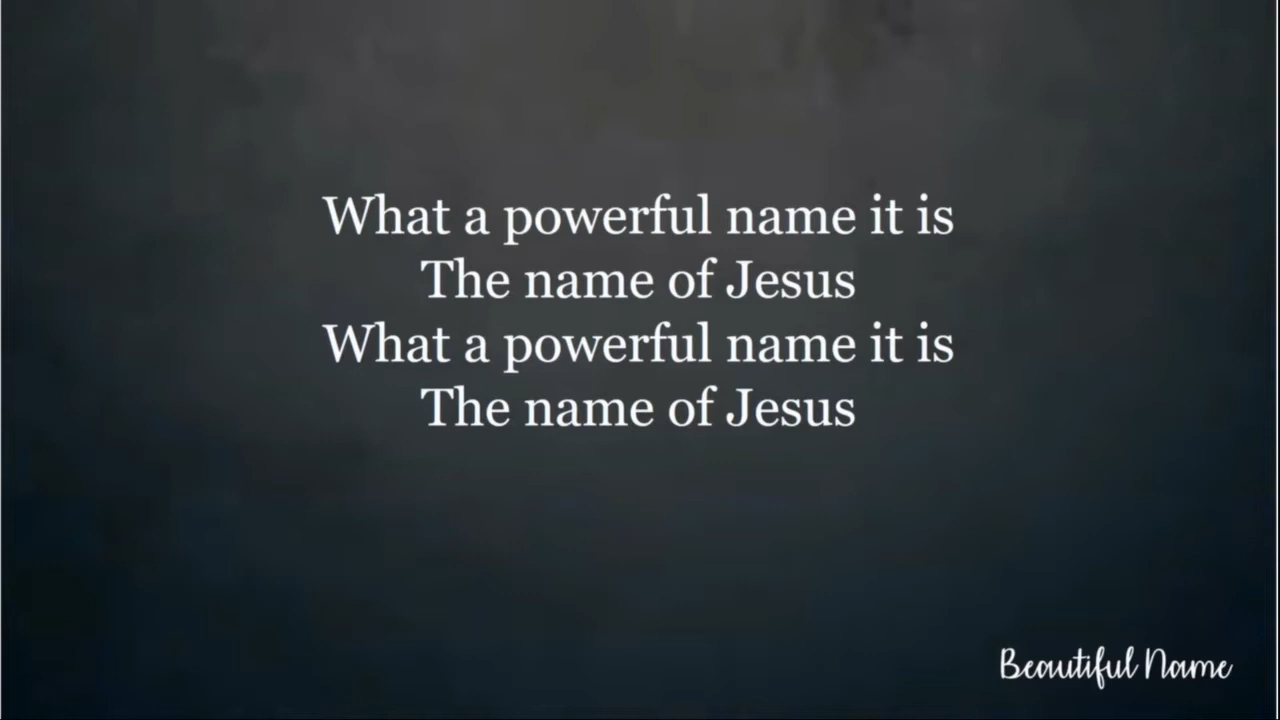 What a powerful name it is
The name of Jesus
What a powerful name it is
The name of Jesus
Beautiful Name